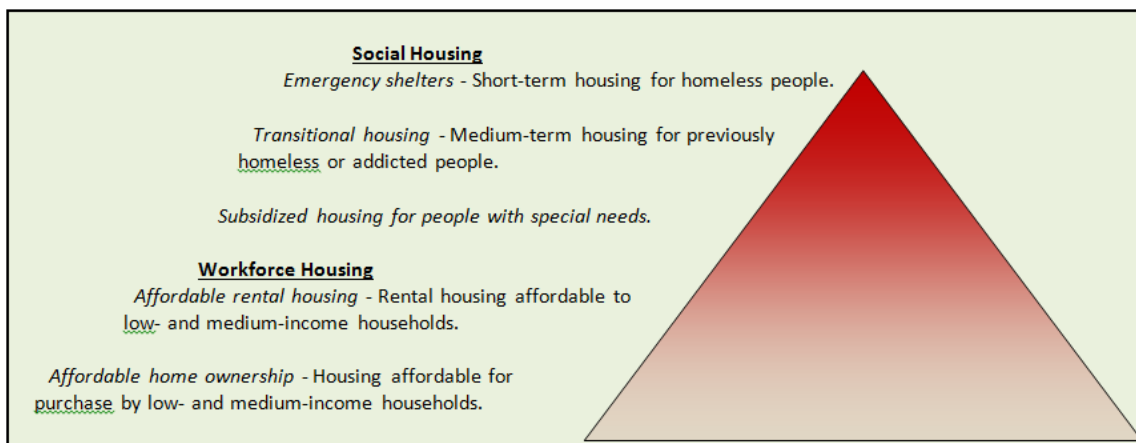 Social Housing
Emergency shelters - Short-term housing for homeless people.
Transitional housing - Medium-term housing for previously
homeless or addicted people.
Subsidized housing for people with special needs.
Workforce Housing
Affordable rental housing - Rental housing affordable to
low- and medium-income households.
Affordable home ownership - Housing affordable for
purchase by low- and medium-income households.